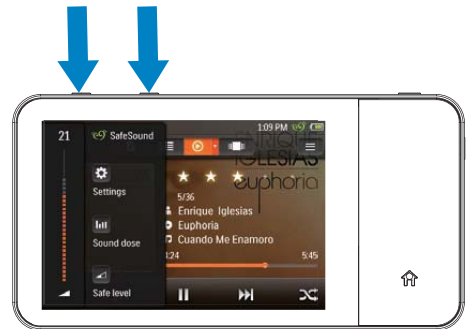 21 SafeSound 1:09 PM
ENRIQUE
IGLESIAS
euphoria
Settings
5/36
Enrique Iglesias
Euphoria
Sound dose
Cuando Me Enamoro
:24 5:45
Safe level